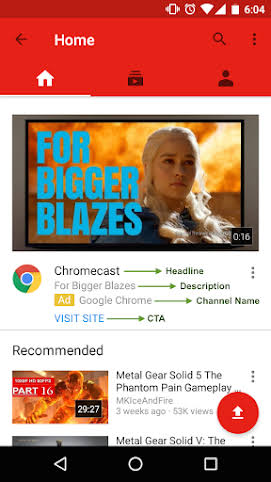 6:04
Home
FOR
BIGGER
BLAZES
0:16
Chromecast Headline
For Bigger Blazes Description
Ad Google Chrome Channel Name
VISIT SITE CTA
Recommended
1080P HD 60FPS
PART 16
29:27
Metal Gear Solid 5 The
Phantom Pain Gameplay ...
MKIceAndFire
3 weeks ago · 53K views
Metal Gear Solid V: The